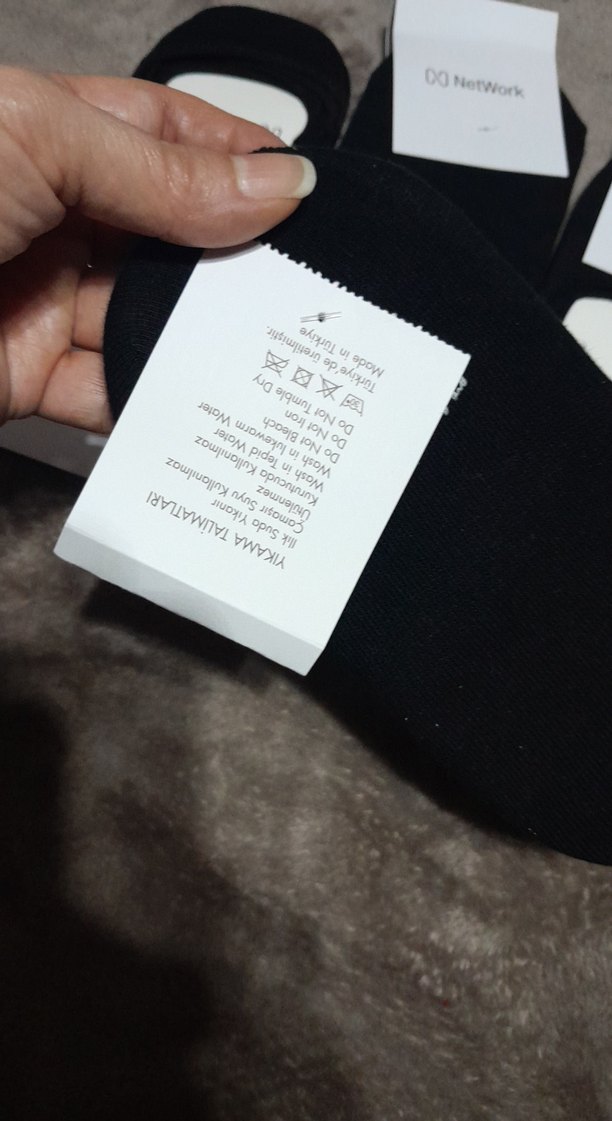 NetWork
YIKAMA TALİMATLARI
Ilık Suda Yıkanır
Çamaşır Suyu Kullanılmaz
Ütülenmez
Kurutucuda Kullanılmaz
Wash in Tepid Water
Wash in lukewarm Water
Do Not Bleach
Do Not Iron
Do Not Tumble Dry
30°
Türkiye'de üretilmiştir.
Made in Türkiye